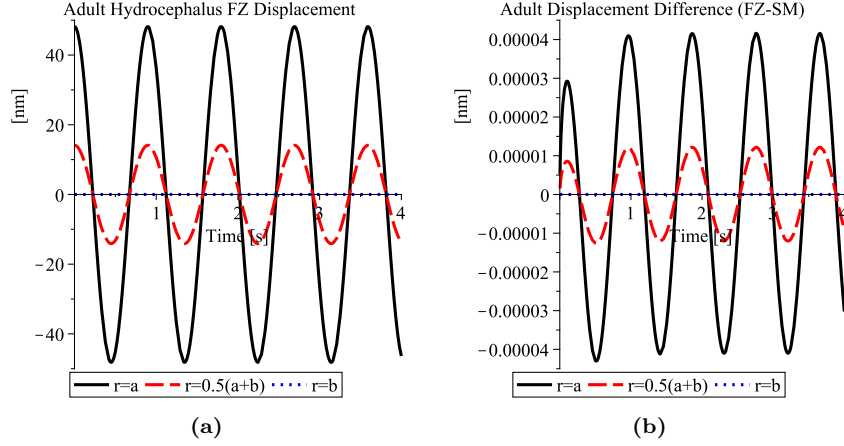 Adult Hydrocephalus FZ Displacement
[nm]
40
20
0
−20
−40
1
2
3
4
Time [s]
r=a r=0.5(a+b) r=b
(a)
Adult Displacement Difference (FZ-SM)
[nm]
0.00004
0.00003
0.00002
0.00001
0
−0.00001
−0.00002
−0.00003
−0.00004
1
2
3
4
Time [s]
r=a r=0.5(a+b) r=b
(b)